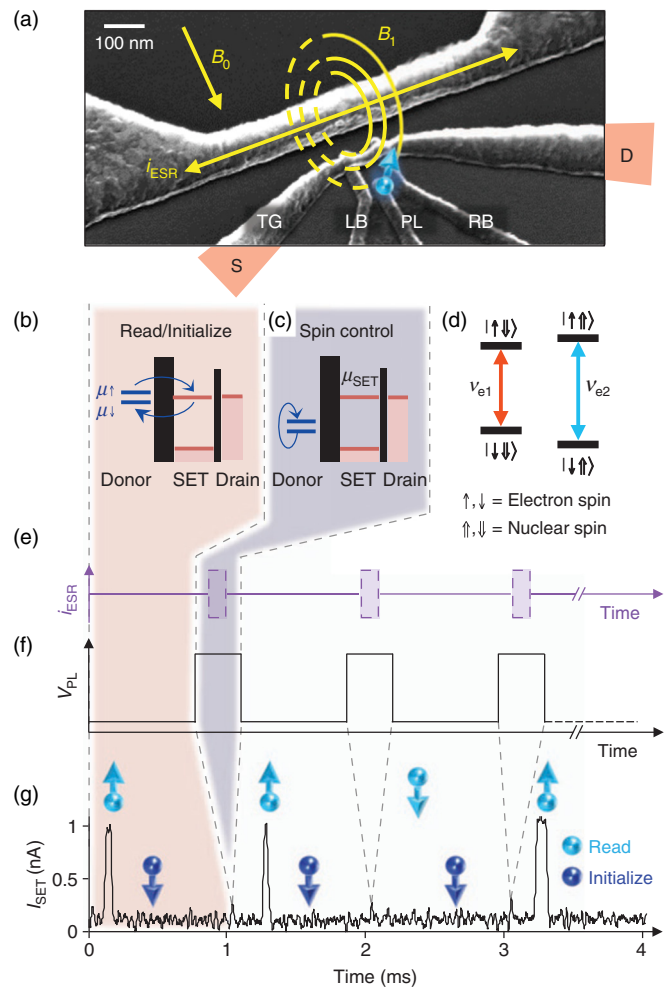 (a)
100 nm
B0
B1
iESR
D
TG
LB
PL
RB
S
(b)
Read/Initialize
μ↑
μ↓
Donor
SET
Drain
(c)
Spin control
μSET
Donor
SET
Drain
(d)
|↑⇓⟩
|↑⇑⟩
νe1
νe2
|↓⇓⟩
|↓⇑⟩
↑,↓ = Electron spin
⇑,⇓ = Nuclear spin
(e)
iESR
Time
(f)
VPL
Time
(g)
ISET (nA)
1
0.5
0
Read
Initialize
0
1
2
3
4
Time (ms)